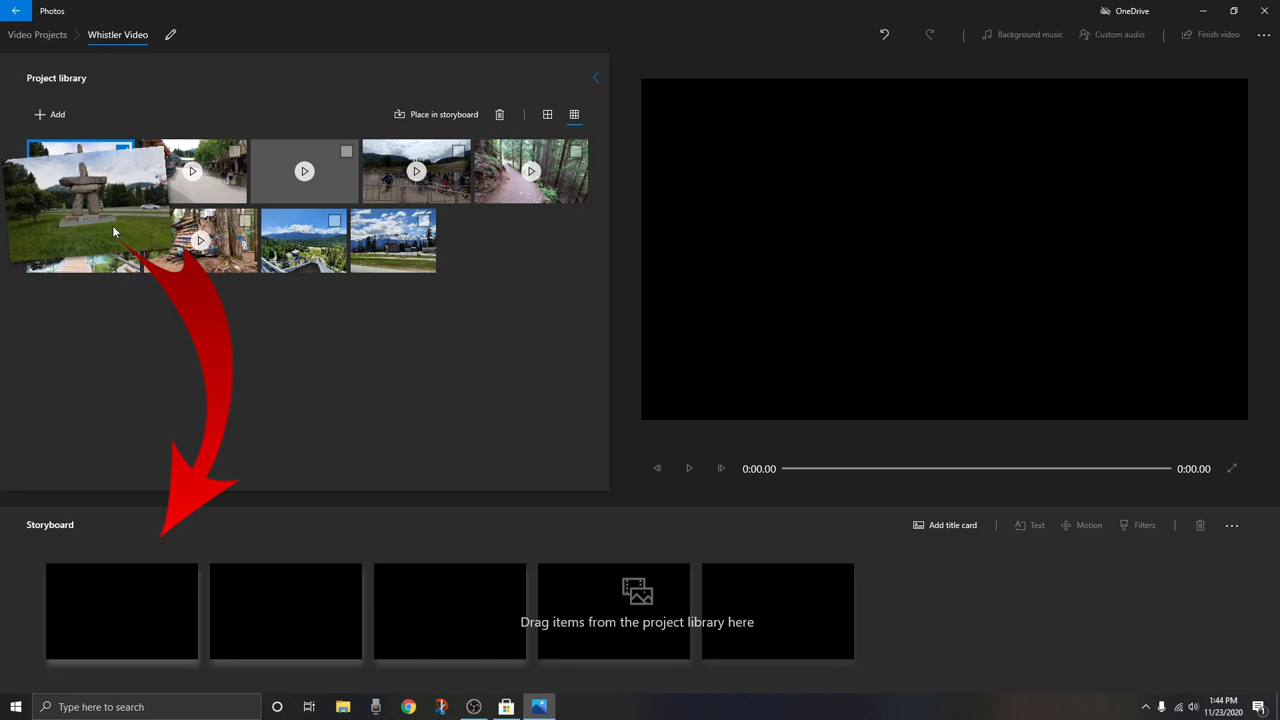 Photos
OneDrive
Video Projects
Whistler Video
Background music
Custom audio
Finish video
Project library
Add
Place in storyboard
0:00.00
0:00.00
Storyboard
Add title card
Text
Motion
Filters
Drag items from the project library here
Type here to search
1:44 PM
11/23/2020